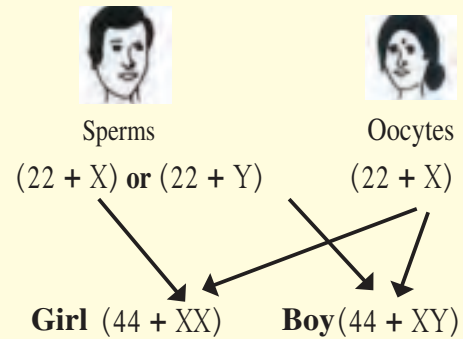 Sperms Oocytes
(22 + X) or (22 + Y) (22 + X)
Girl (44 + XX) Boy (44 + XY)